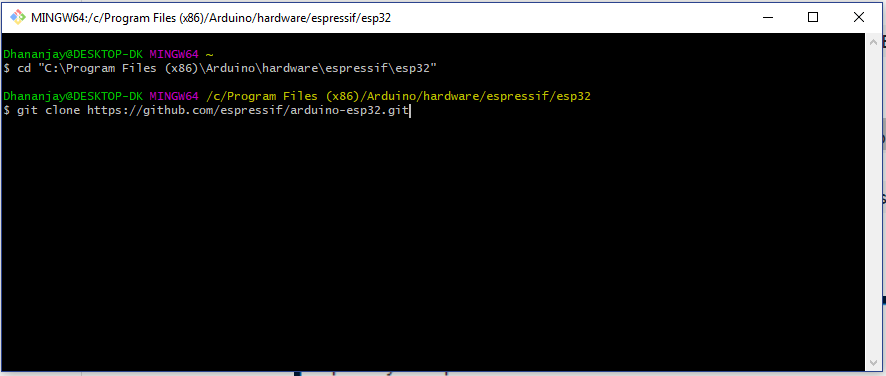 MINGW64:/c/Program Files (x86)/Arduino/hardware/espressif/esp32
Dhananjay@DESKTOP-DK MINGW64 ~
$ cd "C:\Program Files (x86)\Arduino\hardware\espressif\esp32"
Dhananjay@DESKTOP-DK MINGW64 /c/Program Files (x86)/Arduino/hardware/espressif/esp32
$ git clone https://github.com/espressif/arduino-esp32.git